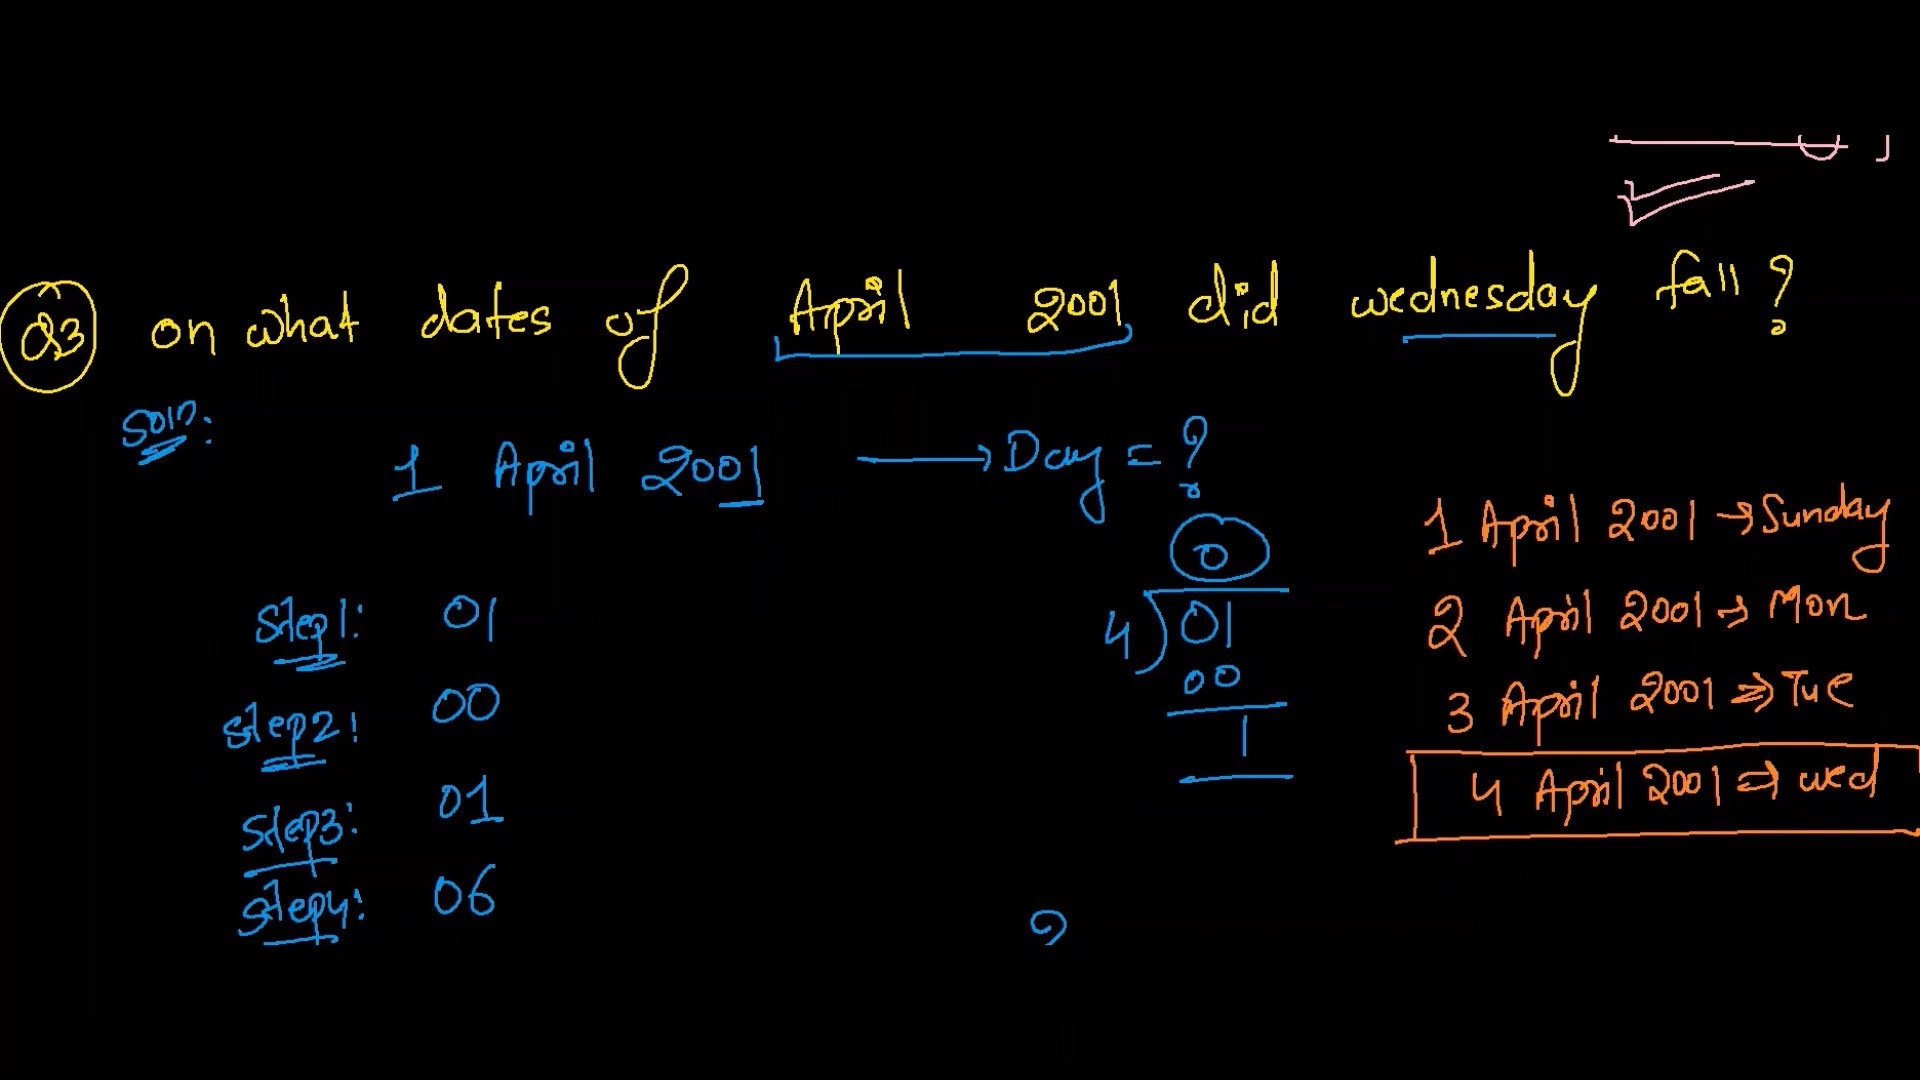 Q3 on what dates of April 2001 did wednesday fall ?
Soln:
1 April 2001 → Day = ?
Step1: 01
Step2: 00
Step3: 01
Step4: 06
0
4)01
00
1
1 April 2001 → Sunday
2 April 2001 → Mon
3 April 2001 ⇒ Tue
4 April 2001 ⇒ wed